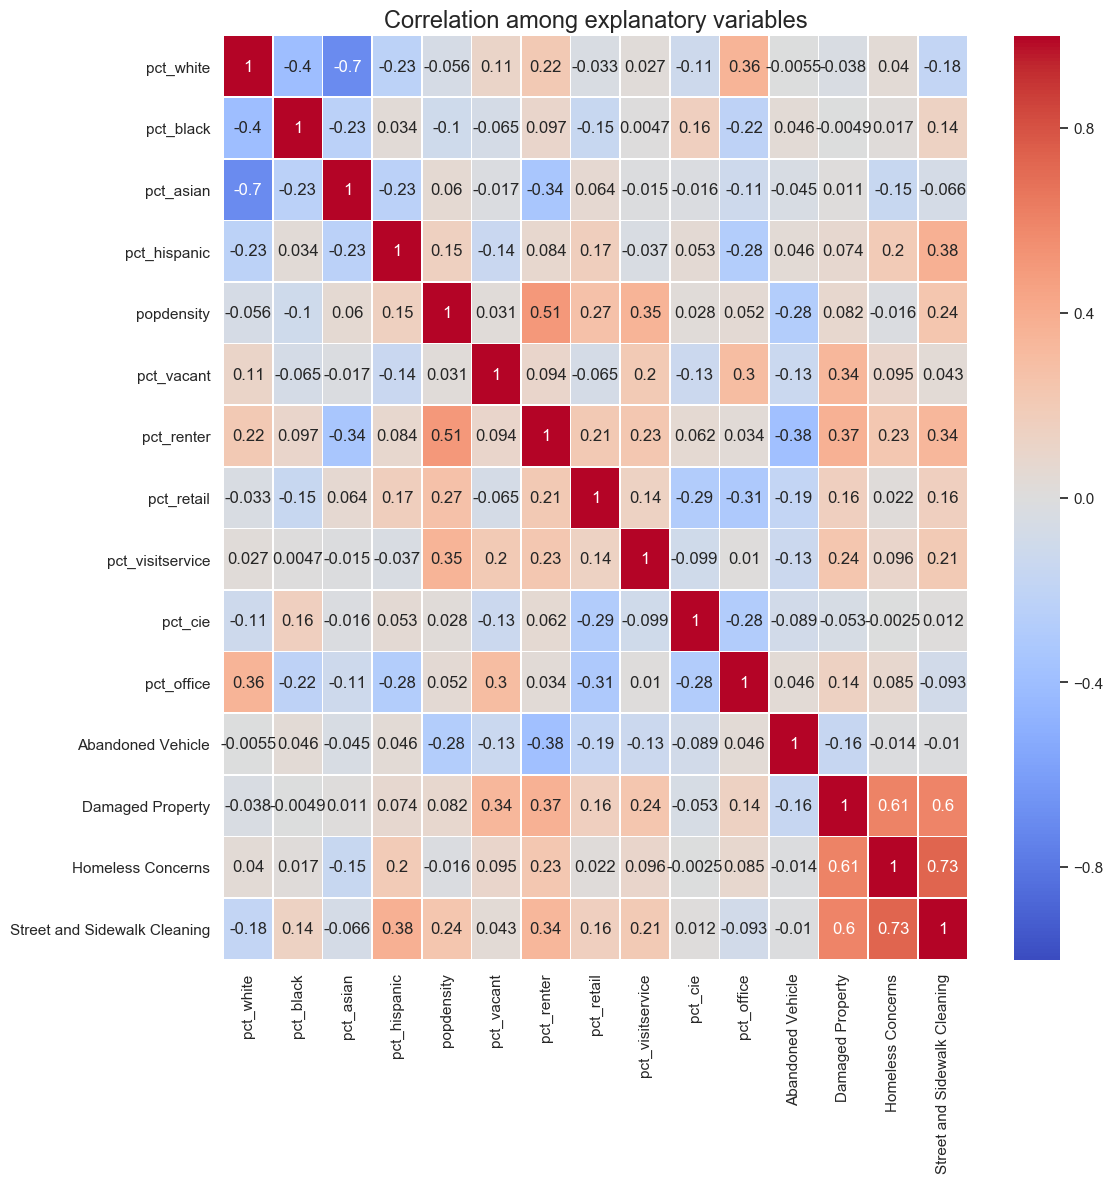 Correlation among explanatory variables
pct_white 1 -0.4 -0.7 -0.23 -0.056 0.11 0.22 -0.033 0.027 -0.11 0.36 -0.0055 -0.038 0.04 -0.18
pct_black -0.4 1 -0.23 0.034 -0.1 -0.065 0.097 -0.15 0.0047 0.16 -0.22 0.046 -0.0049 0.017 0.14
pct_asian -0.7 -0.23 1 -0.23 0.06 -0.017 -0.34 0.064 -0.015 -0.016 -0.11 -0.045 0.011 -0.15 -0.066
pct_hispanic -0.23 0.034 -0.23 1 0.15 -0.14 0.084 0.17 -0.037 0.053 -0.28 0.046 0.074 0.2 0.38
popdensity -0.056 -0.1 0.06 0.15 1 0.031 0.51 0.27 0.35 0.028 0.052 -0.28 0.082 -0.016 0.24
pct_vacant 0.11 -0.065 -0.017 -0.14 0.031 1 0.094 -0.065 0.2 -0.13 0.3 -0.13 0.34 0.095 0.043
pct_renter 0.22 0.097 -0.34 0.084 0.51 0.094 1 0.21 0.23 0.062 0.034 -0.38 0.37 0.23 0.34
pct_retail -0.033 -0.15 0.064 0.17 0.27 -0.065 0.21 1 0.14 -0.29 -0.31 -0.19 0.16 0.022 0.16
pct_visitservice 0.027 0.0047 -0.015 -0.037 0.35 0.2 0.23 0.14 1 -0.099 0.01 -0.13 0.24 0.096 0.21
pct_cie -0.11 0.16 -0.016 0.053 0.028 -0.13 0.062 -0.29 -0.099 1 -0.28 -0.089 -0.053 -0.0025 0.012
pct_office 0.36 -0.22 -0.11 -0.28 0.052 0.3 0.034 -0.31 0.01 -0.28 1 0.046 0.14 0.085 -0.093
Abandoned Vehicle -0.0055 0.046 -0.045 0.046 -0.28 -0.13 -0.38 -0.19 -0.13 -0.089 0.046 1 -0.16 -0.014 -0.01
Damaged Property -0.038 -0.0049 0.011 0.074 0.082 0.34 0.37 0.16 0.24 -0.053 0.14 -0.16 1 0.61 0.6
Homeless Concerns 0.04 0.017 -0.15 0.2 -0.016 0.095 0.23 0.022 0.096 -0.0025 0.085 -0.014 0.61 1 0.73
Street and Sidewalk Cleaning -0.18 0.14 -0.066 0.38 0.24 0.043 0.34 0.16 0.21 0.012 -0.093 -0.01 0.6 0.73 1
pct_white
pct_black
pct_asian
pct_hispanic
popdensity
pct_vacant
pct_renter
pct_retail
pct_visitservice
pct_cie
pct_office
Abandoned Vehicle
Damaged Property
Homeless Concerns
Street and Sidewalk Cleaning
0.8
0.4
0.0
−0.4
−0.8